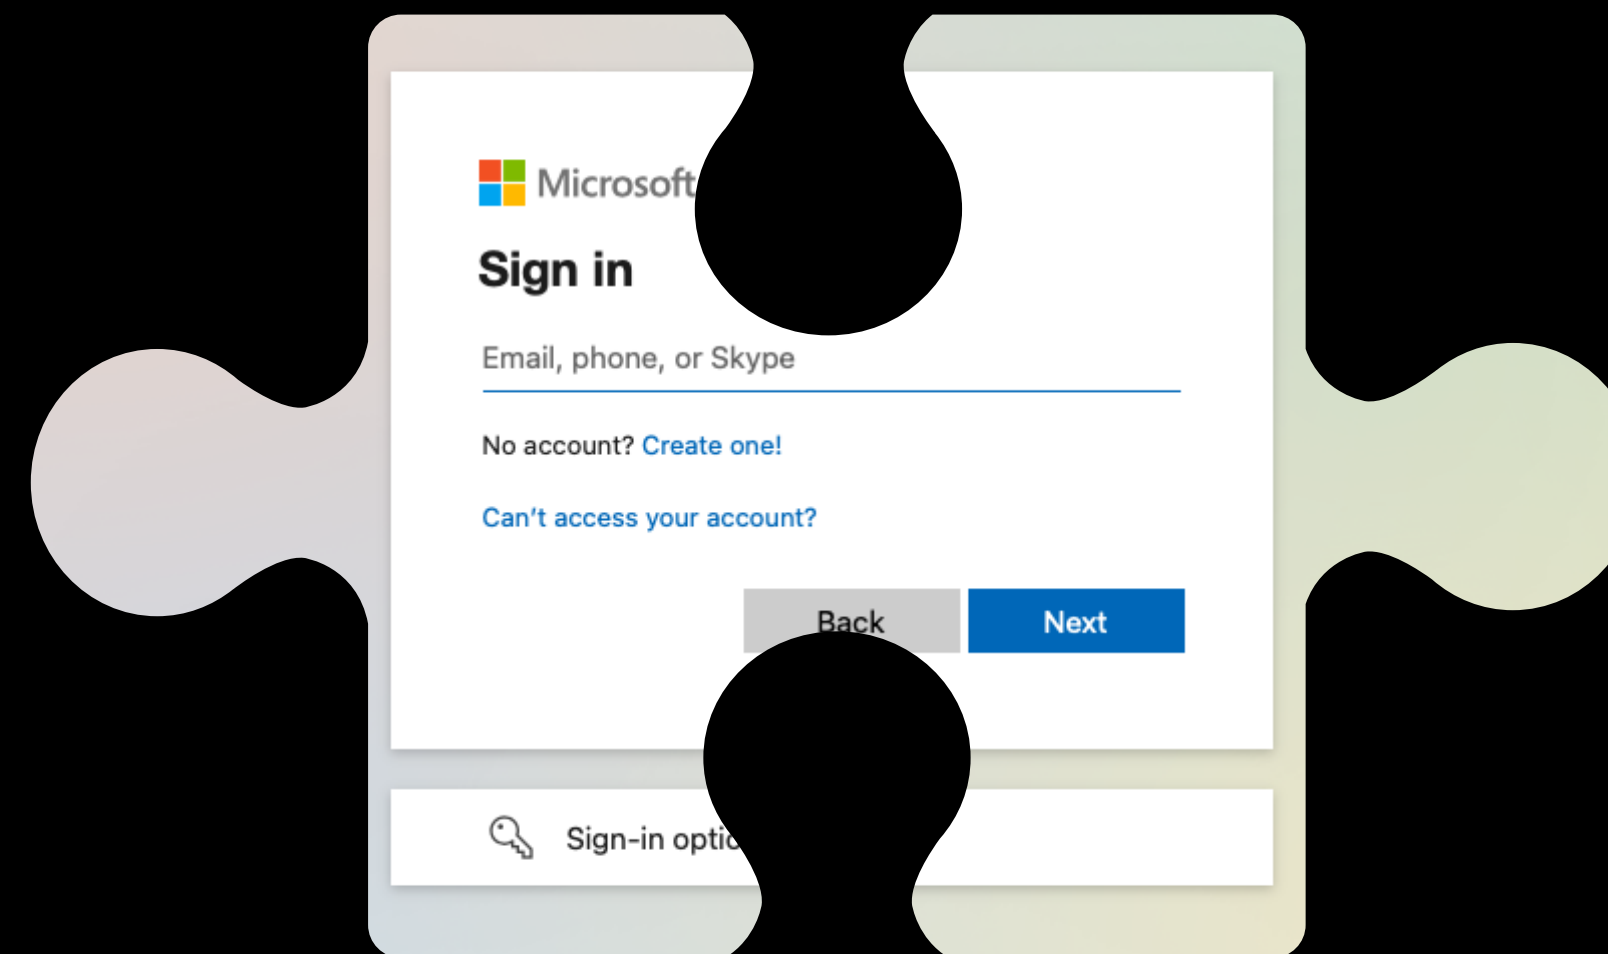 Microsoft
Sign in
Email, phone, or Skype
No account? Create one!
Can't access your account?
Back
Next
Sign-in optio